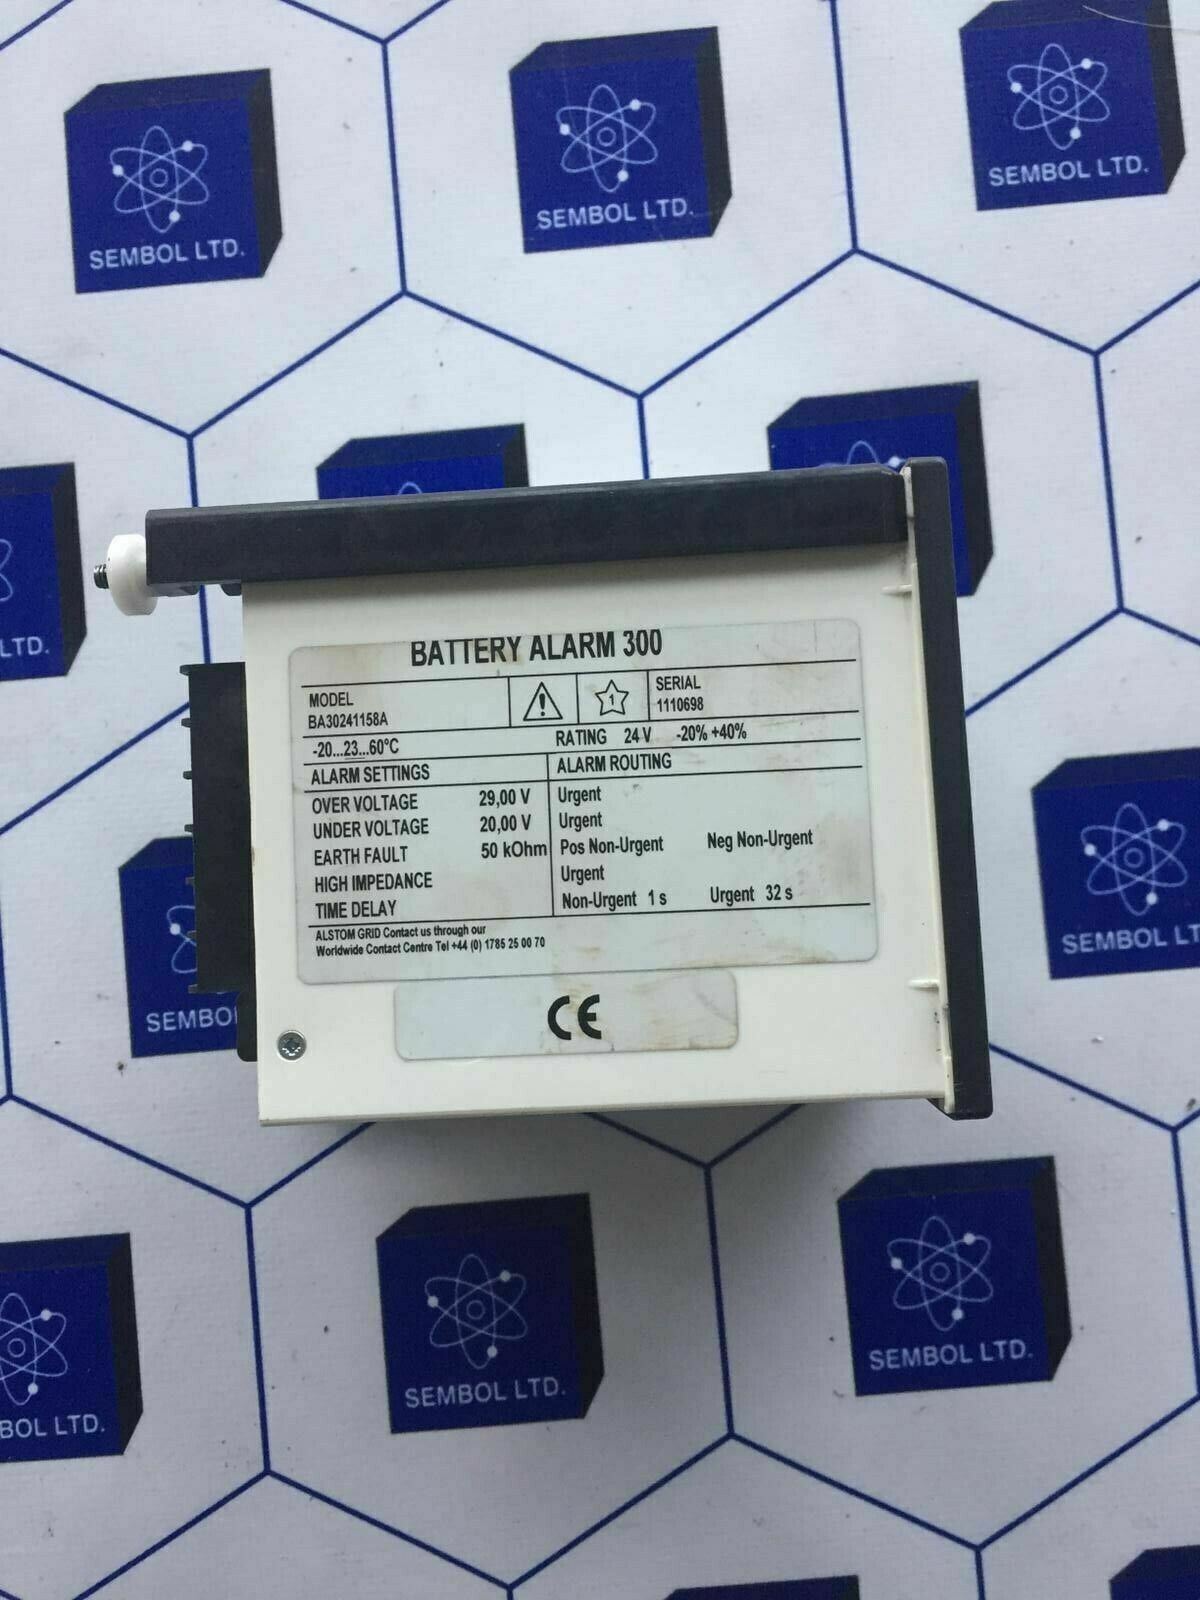 SEMBOL LTD.
SEMBOL LTD.
SEMBOL LTD.
LTD.
BATTERY ALARM 300
MODEL
BA30241158A
1
SERIAL
1110698
-20...23...60°C
RATING 24 V -20% +40%
ALARM SETTINGS
ALARM ROUTING
OVER VOLTAGE 29,00 V Urgent
UNDER VOLTAGE 20,00 V Urgent
EARTH FAULT 50 kOhm Pos Non-Urgent Neg Non-Urgent
HIGH IMPEDANCE Urgent
TIME DELAY Non-Urgent 1 s Urgent 32 s
ALSTOM GRID Contact us through our
Worldwide Contact Centre Tel +44 (0) 1785 25 00 70
CE
SEMBOL LT
SEMBO
SEMBOL LTD.
SEMBOL LTD.
BOL LTD.